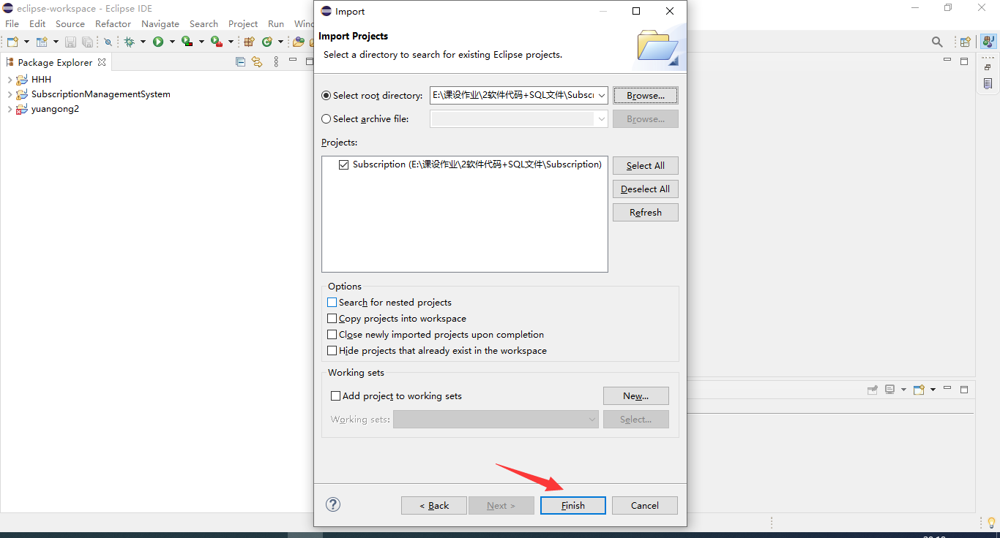 eclipse-workspace - Eclipse IDE
File Edit Source Refactor Navigate Search Project Run Wind
Package Explorer
HHH
SubscriptionManagementSystem
yuangong2
Import
Import Projects
Select a directory to search for existing Eclipse projects.
Select root directory: E:\课设作业\2软件代码+SQL文件\Subscr Browse...
Select archive file: Browse...
Projects:
Subscription (E:\课设作业\2软件代码+SQL文件\Subscription)
Select All
Deselect All
Refresh
Options
Search for nested projects
Copy projects into workspace
Close newly imported projects upon completion
Hide projects that already exist in the workspace
Working sets
Add project to working sets New...
Working sets: Select...
? < Back Next > Finish Cancel